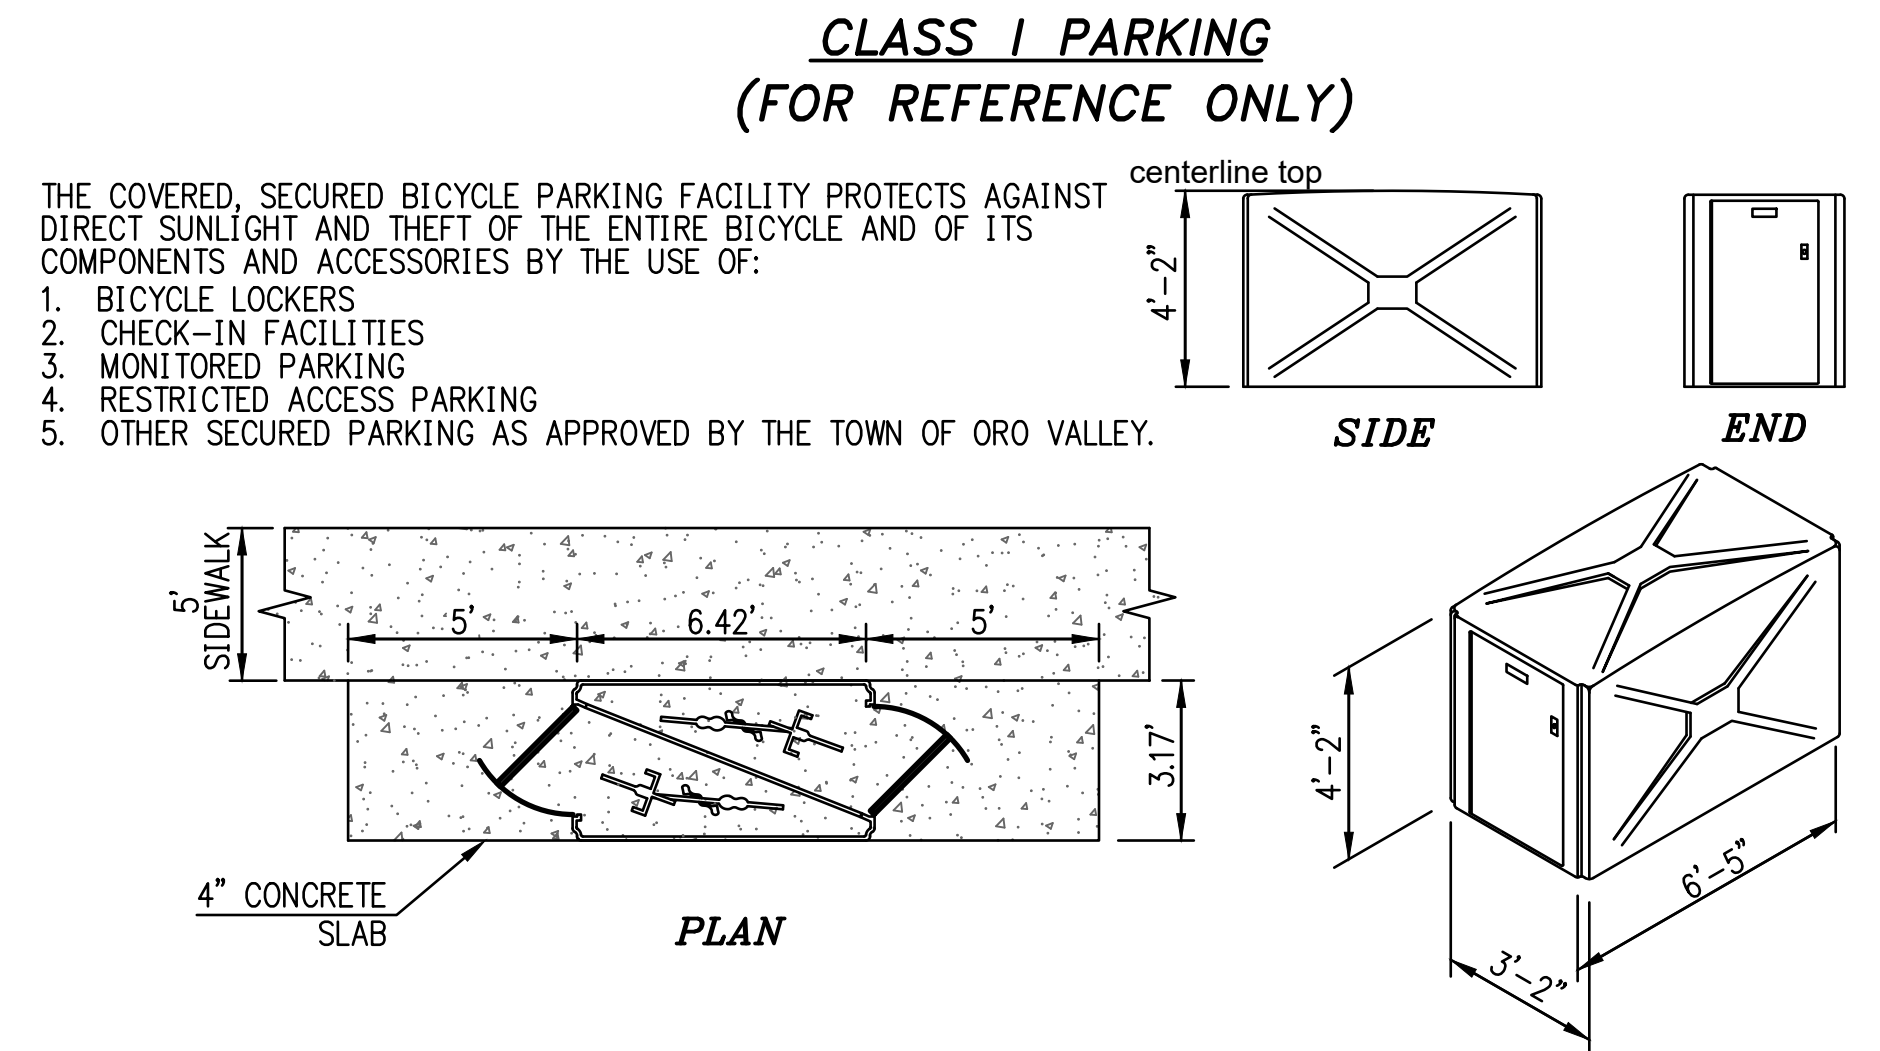 CLASS I PARKING
(FOR REFERENCE ONLY)
THE COVERED, SECURED BICYCLE PARKING FACILITY PROTECTS AGAINST
DIRECT SUNLIGHT AND THEFT OF THE ENTIRE BICYCLE AND OF ITS
COMPONENTS AND ACCESSORIES BY THE USE OF:
1. BICYCLE LOCKERS
2. CHECK-IN FACILITIES
3. MONITORED PARKING
4. RESTRICTED ACCESS PARKING
5. OTHER SECURED PARKING AS APPROVED BY THE TOWN OF ORO VALLEY.
centerline top
4'-2"
SIDE
END
5'
SIDEWALK
5'
6.42'
5'
3.17'
4" CONCRETE
SLAB
PLAN
4'-2"
6'-5"
3'-2"